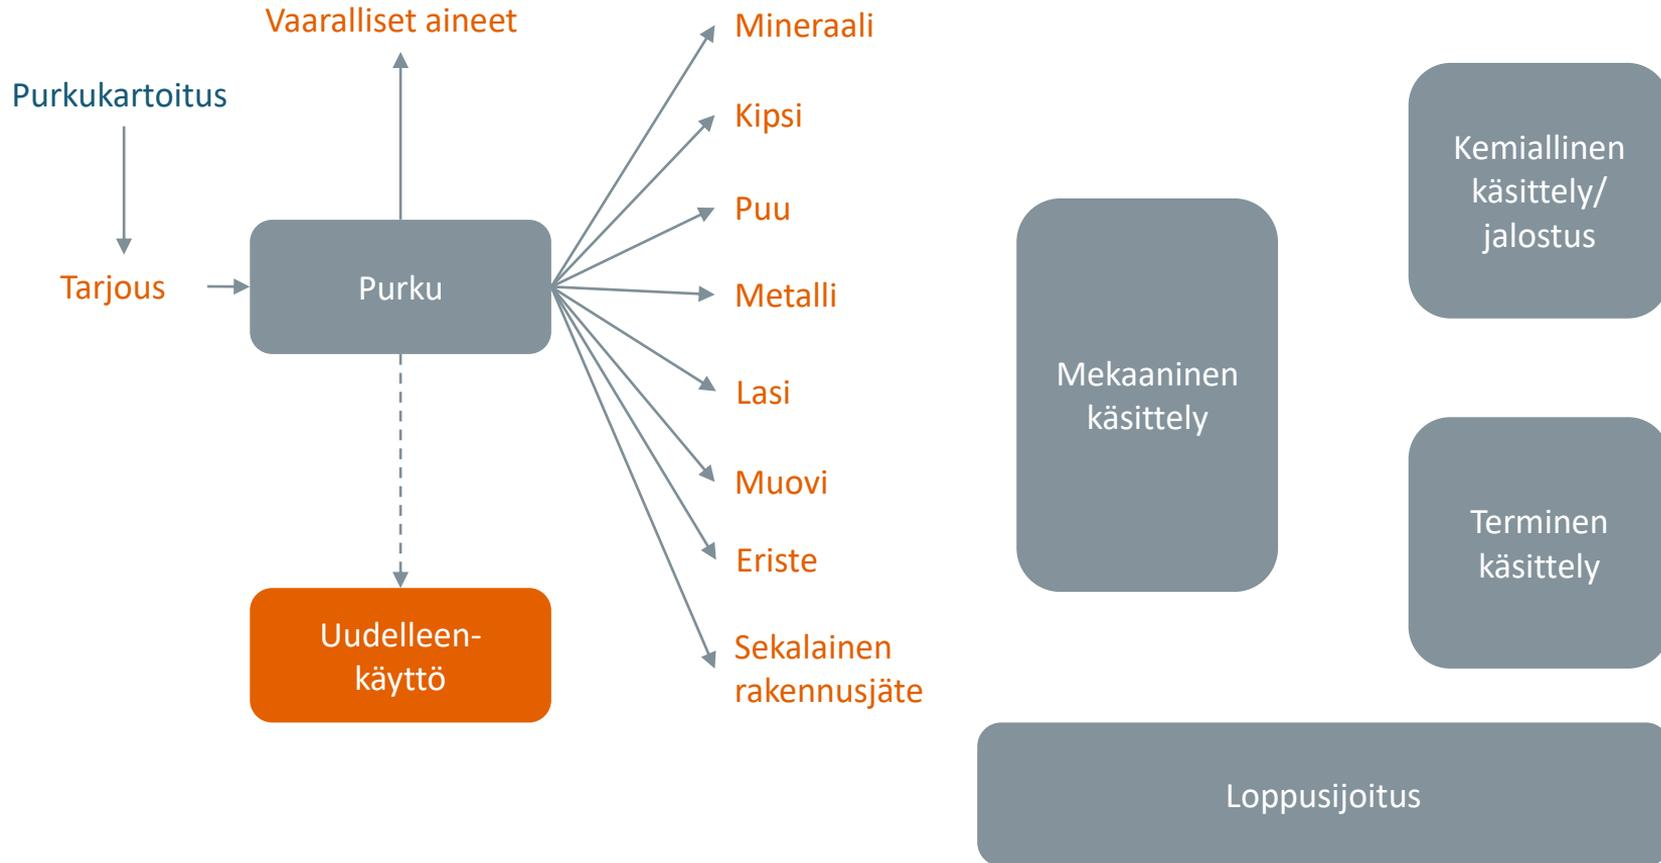 Vaaralliset aineet
Purkukartoitus
Tarjous
Purku
Uudelleen-
käyttö
Mineraali
Kipsi
Puu
Metalli
Lasi
Muovi
Eriste
Sekalainen
rakennusjäte
Mekaaninen
käsittely
Kemiallinen
käsittely/
jalostus
Terminen
käsittely
Loppusijoitus